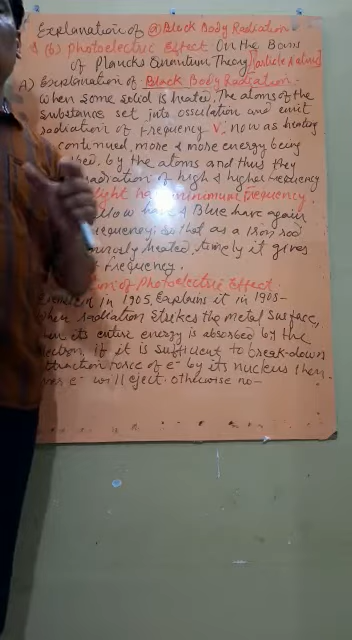 Explanation of (a) Black Body Radiation
& (b) Photoelectric Effect On the Basis
of Plancks Quantum Theory [Particle Nature]
A) Explanation of Black Body Radiation -
When Some Solid is heated, The atoms of the
Substance set into oscillation and emit
radiation of frequency V; now as heating
continued, more & more energy being
by the atoms and thus they
radiation of high & higher frequency
light has minimum frequency
have & Blue have again
so that as a Iron rod
heated, it gives
frequency.
of Photoelectric Effect-
in 1905, Explains it in 1905-
radiation strikes the metal surface,
its entire energy is absorbed by the
if it is sufficient to break-down
force of e- by its nucleus then
e- will eject. otherwise no-